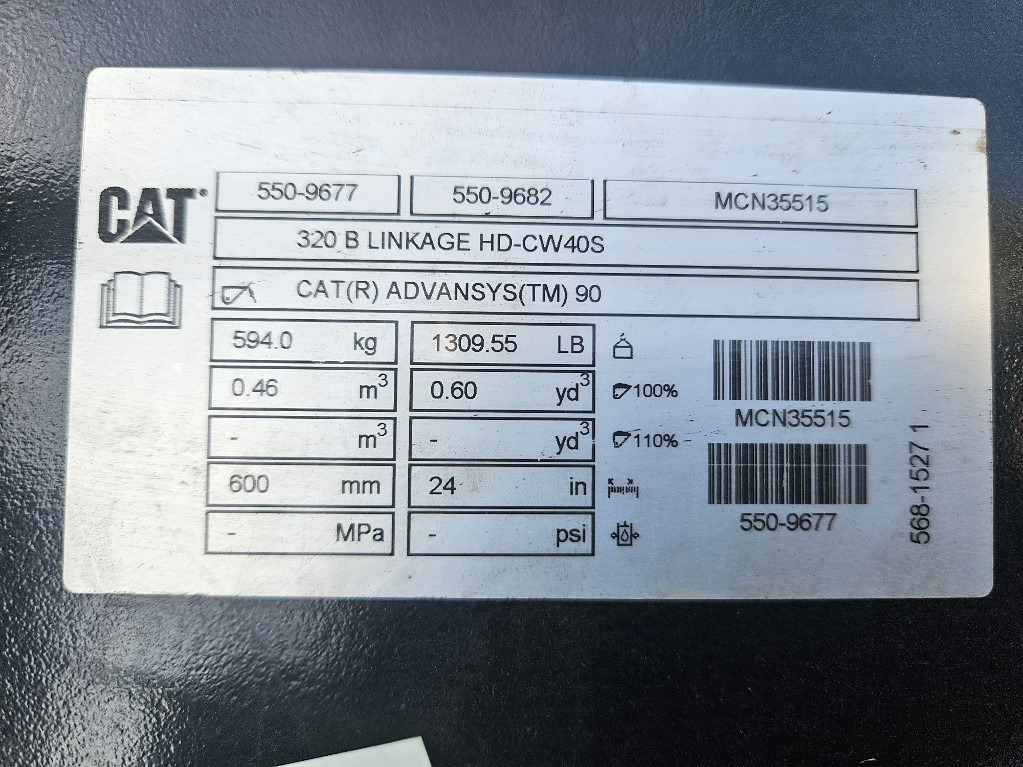 CAT®
550-9677 550-9682 MCN35515
320 B LINKAGE HD-CW40S
CAT(R) ADVANSYS(TM) 90
594.0 kg 1309.55 LB
0.46 m³ 0.60 yd³ 100%
- m³ - yd³ 110%
600 mm 24 in
- MPa - psi
MCN35515
550-9677
568-1527 1